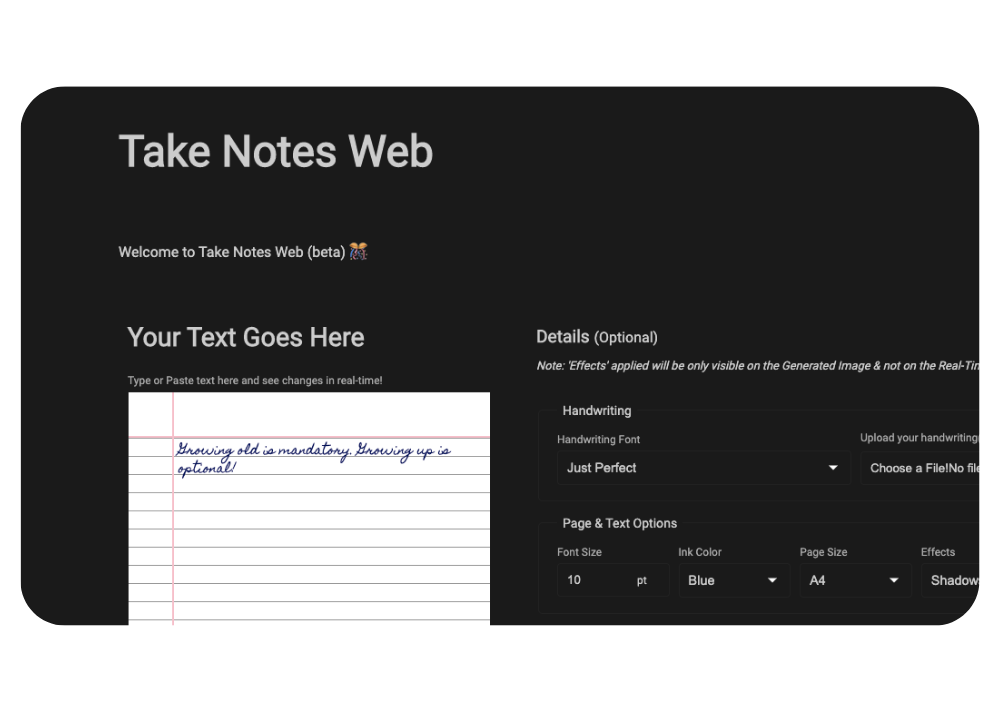 Take Notes Web
Welcome to Take Notes Web (beta)
Your Text Goes Here
Type or Paste text here and see changes in real-time!
Growing old is mandatory. Growing up is
optional!
Details (Optional)
Note: 'Effects' applied will be only visible on the Generated Image & not on the Real-Tim
Handwriting
Handwriting Font
Upload your handwriting
Just Perfect
Choose a File!No file
Page & Text Options
Font Size
Ink Color
Page Size
Effects
10 pt
Blue
A4
Shadow